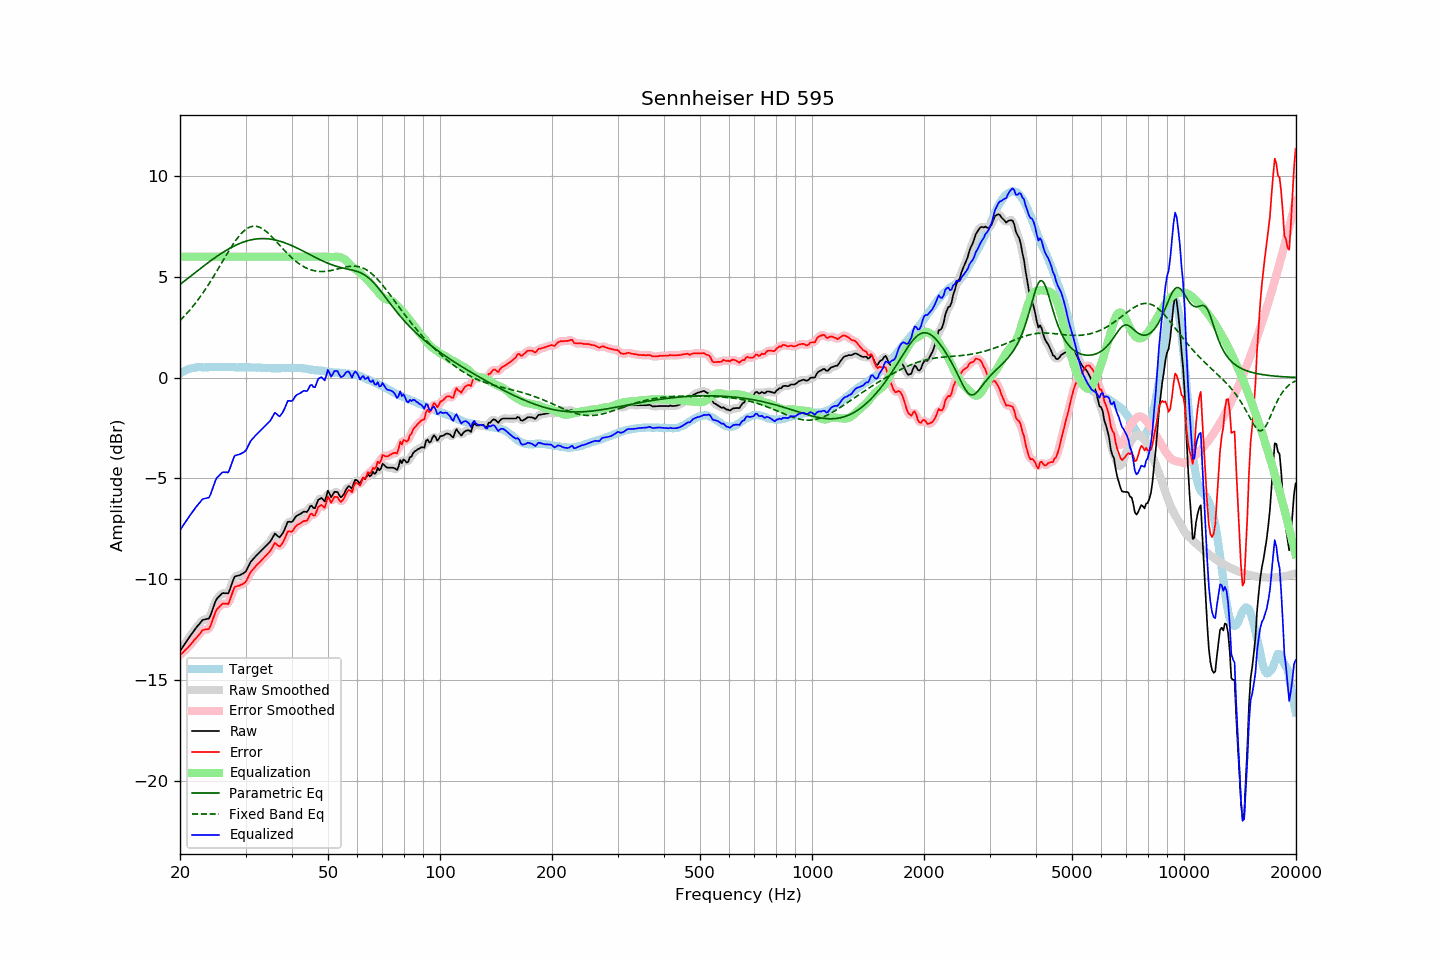 Sennheiser HD 595
Amplitude (dBr)
10
5
0
−5
−10
−15
−20
Target
Raw Smoothed
Error Smoothed
Raw
Error
Equalization
Parametric Eq
Fixed Band Eq
Equalized
20 50 100 200 500 1000 2000 5000 10000 20000
Frequency (Hz)